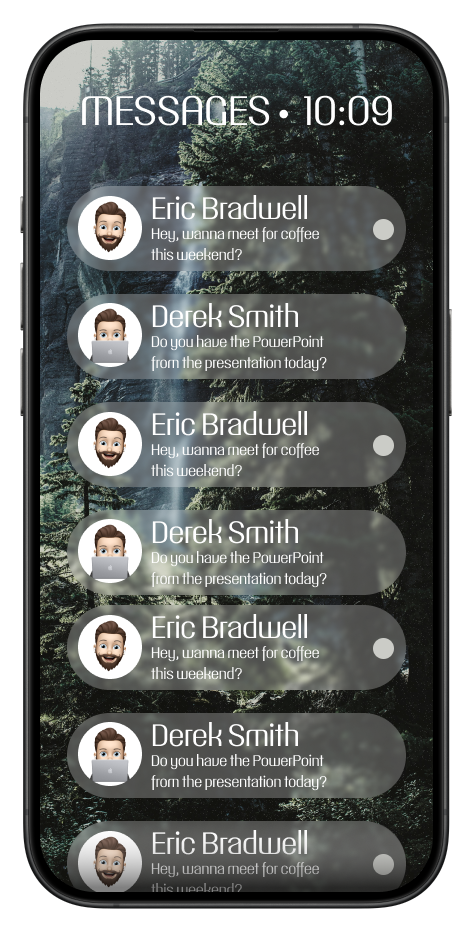 MESSAGES • 10:09
Eric Bradwell
Hey, wanna meet for coffee
this weekend?
Derek Smith
Do you have the PowerPoint
from the presentation today?
Eric Bradwell
Hey, wanna meet for coffee
this weekend?
Derek Smith
Do you have the PowerPoint
from the presentation today?
Eric Bradwell
Hey, wanna meet for coffee
this weekend?
Derek Smith
Do you have the PowerPoint
from the presentation today?
Eric Bradwell
Hey, wanna meet for coffee
this weekend?